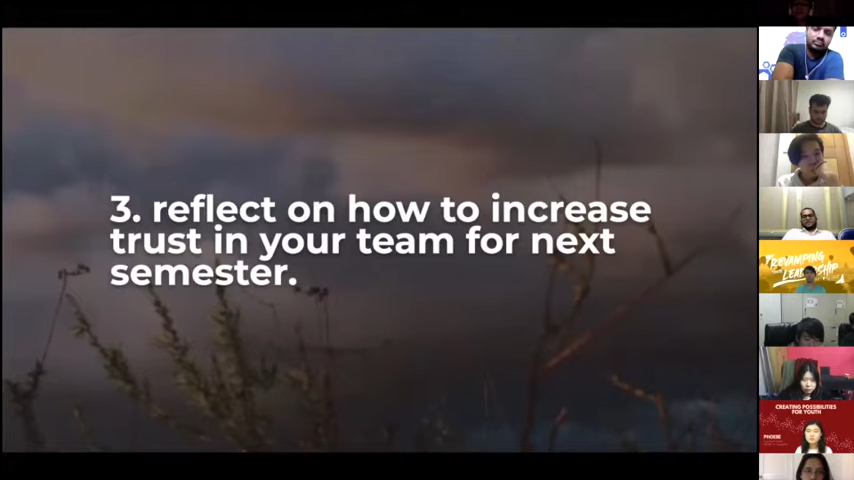 3. reflect on how to increase
trust in your team for next
semester.
REVAMPING
LEADERSHIP
CREATING POSSIBILITIES
FOR YOUTH
PHOEBE